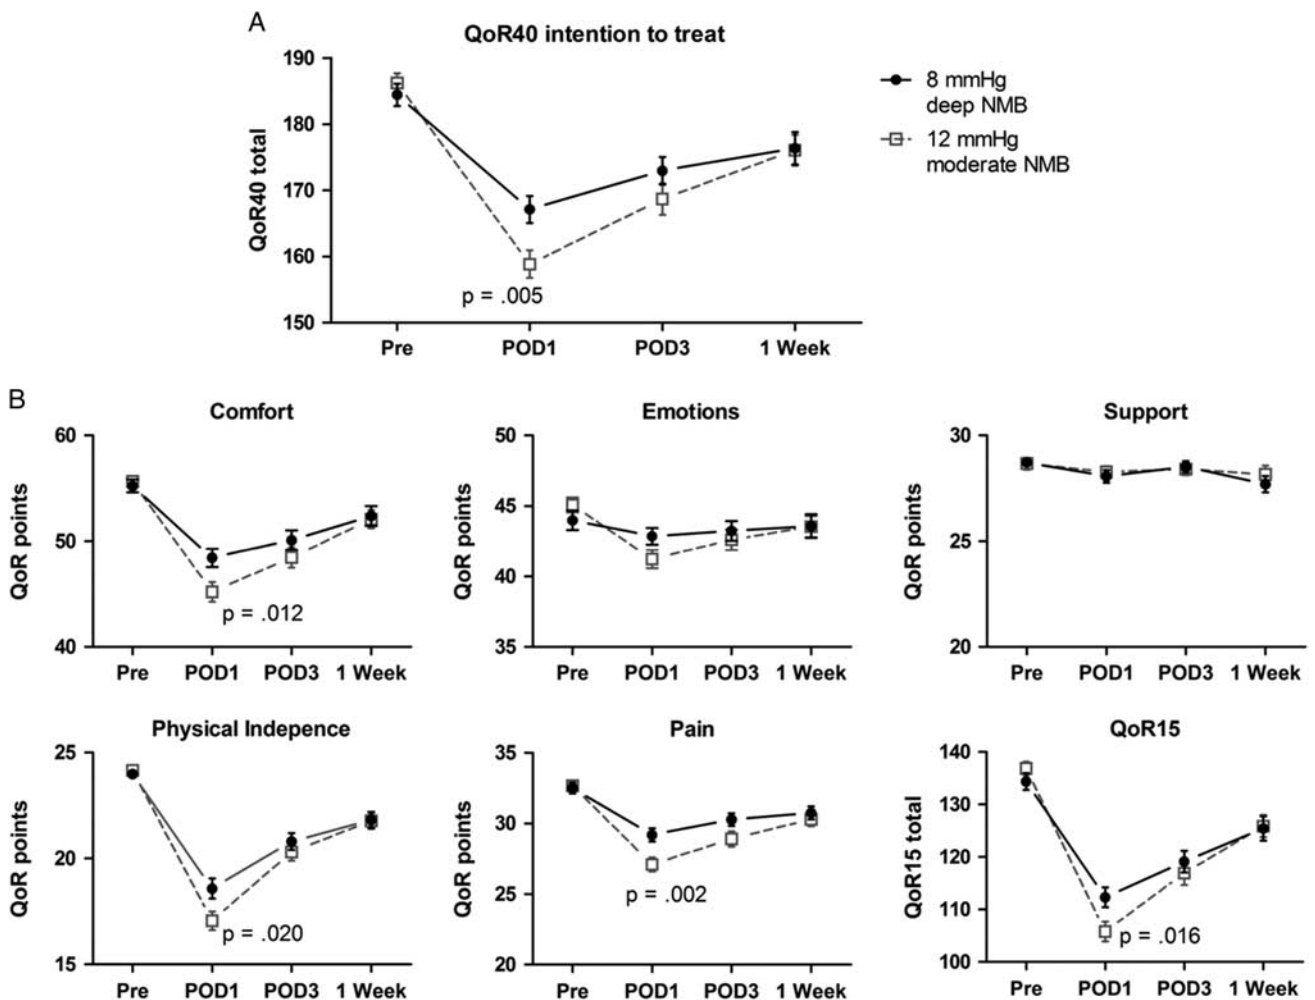 A
QoR40 intention to treat
QoR40 total
190
180
170
160
150
p = .005
Pre POD1 POD3 1 Week
8 mmHg
deep NMB
12 mmHg
moderate NMB
B
Comfort
QoR points
60
50
40
p = .012
Pre POD1 POD3 1 Week
Emotions
QoR points
50
45
40
35
Pre POD1 POD3 1 Week
Support
QoR points
30
25
20
Pre POD1 POD3 1 Week
Physical Indepence
QoR points
25
20
15
p = .020
Pre POD1 POD3 1 Week
Pain
QoR points
35
30
25
20
p = .002
Pre POD1 POD3 1 Week
QoR15
QoR15 total
140
130
120
110
100
p = .016
Pre POD1 POD3 1 Week